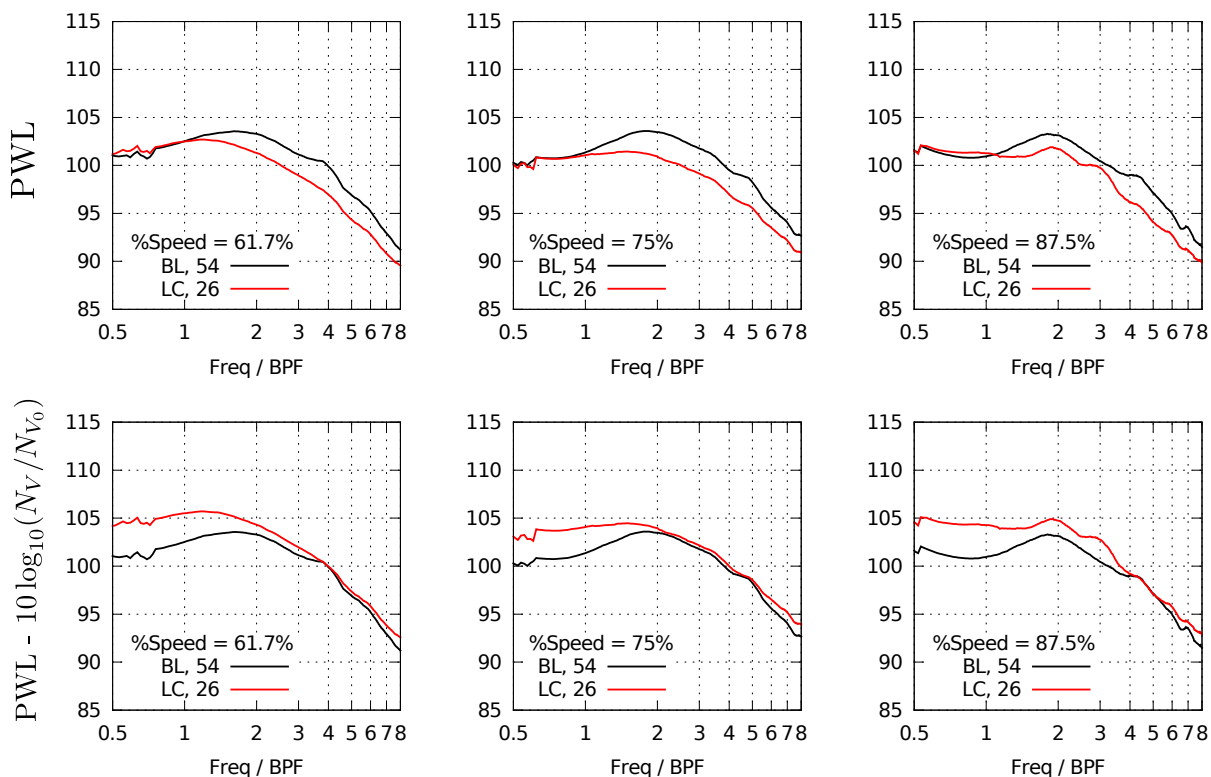 PWL
115
110
105
100
95
90
85
%Speed = 61.7%
BL, 54
LC, 26
0.5 1 2 3 4 5 6 7 8
Freq / BPF
115
110
105
100
95
90
85
%Speed = 75%
BL, 54
LC, 26
0.5 1 2 3 4 5 6 7 8
Freq / BPF
115
110
105
100
95
90
85
%Speed = 87.5%
BL, 54
LC, 26
0.5 1 2 3 4 5 6 7 8
Freq / BPF
PWL - 10 log₁₀(N_V/N_{V₀})
115
110
105
100
95
90
85
%Speed = 61.7%
BL, 54
LC, 26
0.5 1 2 3 4 5 6 7 8
Freq / BPF
115
110
105
100
95
90
85
%Speed = 75%
BL, 54
LC, 26
0.5 1 2 3 4 5 6 7 8
Freq / BPF
115
110
105
100
95
90
85
%Speed = 87.5%
BL, 54
LC, 26
0.5 1 2 3 4 5 6 7 8
Freq / BPF